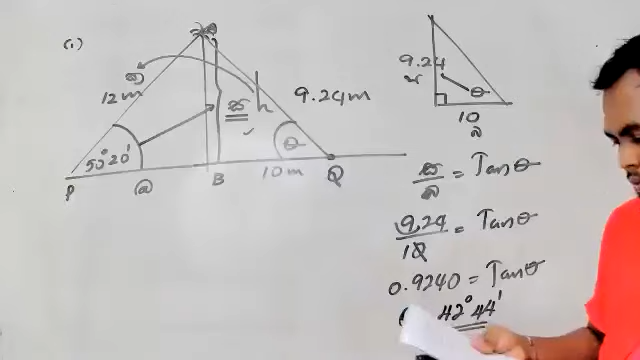 (i)
12m
h
9.24m
50°20'
θ
P
B
10m
Q
9.24
θ
10
= Tanθ
9.24/10 = Tanθ
0.9240 = Tanθ
42°44'